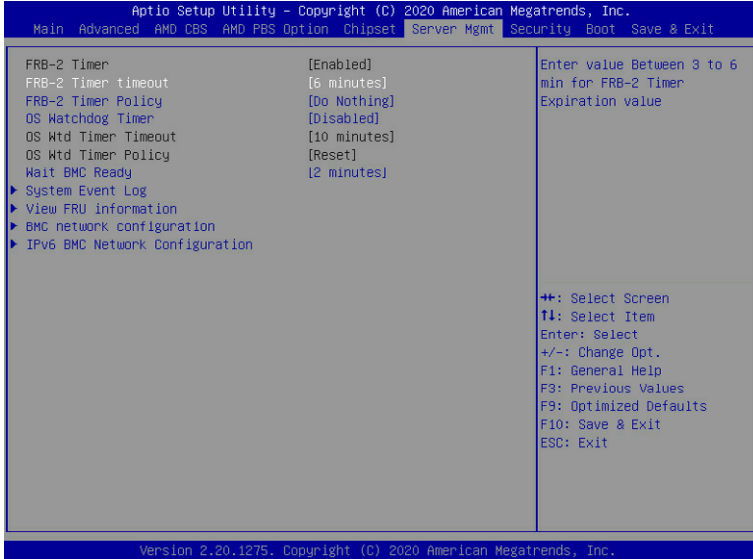 Aptio Setup Utility – Copyright (C) 2020 American Megatrends, Inc.
Main Advanced AMD CBS AMD PBS Option Chipset Server Mgmt Security Boot Save & Exit
FRB-2 Timer [Enabled]
FRB-2 Timer timeout [6 minutes]
FRB-2 Timer Policy [Do Nothing]
OS Watchdog Timer [Disabled]
OS Wtd Timer Timeout [10 minutes]
OS Wtd Timer Policy [Reset]
Wait BMC Ready [2 minutes]
System Event Log
View FRU information
BMC network configuration
IPv6 BMC Network Configuration
Enter value Between 3 to 6
min for FRB-2 Timer
Expiration value
→←: Select Screen
↑↓: Select Item
Enter: Select
+/-: Change Opt.
F1: General Help
F3: Previous Values
F9: Optimized Defaults
F10: Save & Exit
ESC: Exit
Version 2.20.1275. Copyright (C) 2020 American Megatrends, Inc.